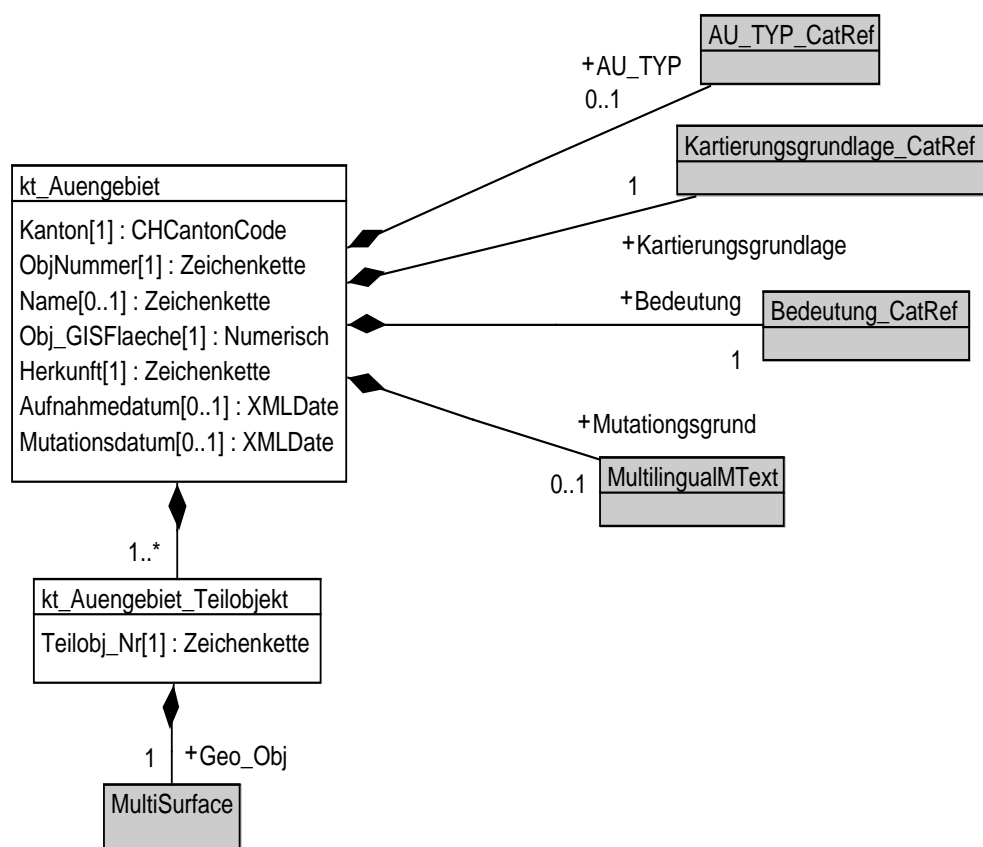 AU_TYP_CatRef
+AU_TYP
0..1
Kartierungsgrundlage_CatRef
1
+Kartierungsgrundlage
kt_Auengebiet
Kanton[1] : CHCantonCode
ObjNummer[1] : Zeichenkette
Name[0..1] : Zeichenkette
Obj_GISFlaeche[1] : Numerisch
Herkunft[1] : Zeichenkette
Aufnahmedatum[0..1] : XMLDate
Mutationsdatum[0..1] : XMLDate
+Bedeutung
Bedeutung_CatRef
1
+Mutationgsgrund
0..1
MultilingualMText
1..*
kt_Auengebiet_Teilobjekt
Teilobj_Nr[1] : Zeichenkette
1
+Geo_Obj
MultiSurface